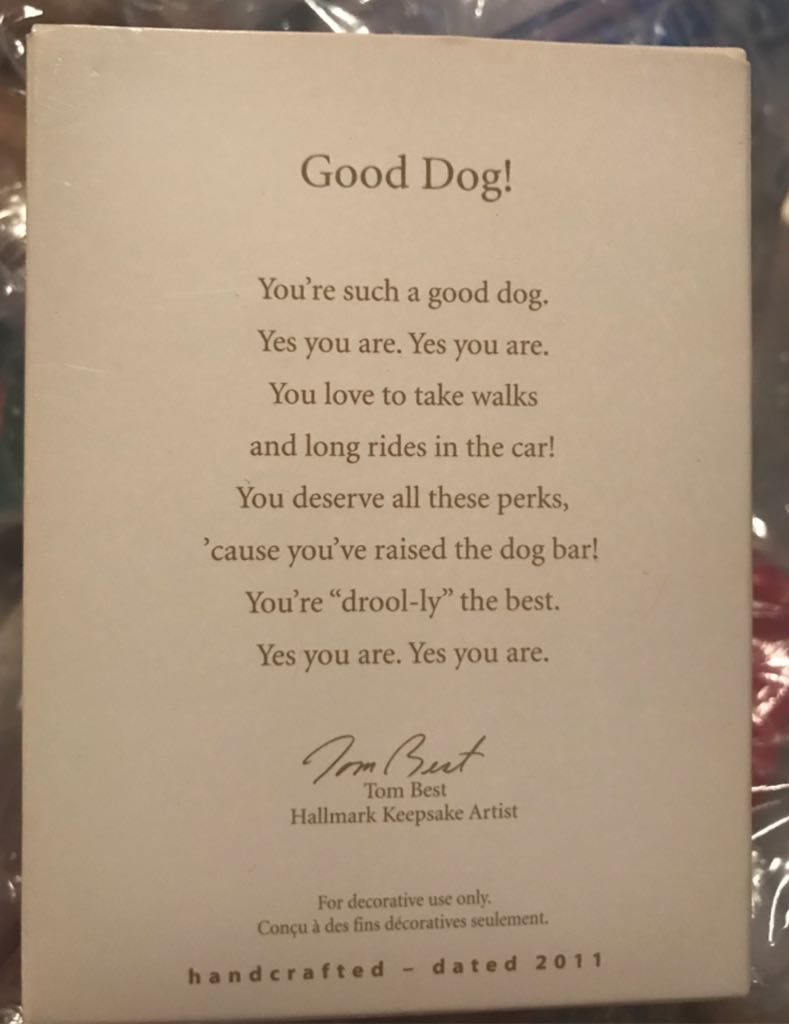 Good Dog!
You're such a good dog.
Yes you are. Yes you are.
You love to take walks
and long rides in the car!
You deserve all these perks,
’cause you've raised the dog bar!
You're “drool-ly” the best.
Yes you are. Yes you are.
Tom Best
Tom Best
Hallmark Keepsake Artist
For decorative use only.
Conçu à des fins décoratives seulement.
handcrafted – dated 2011